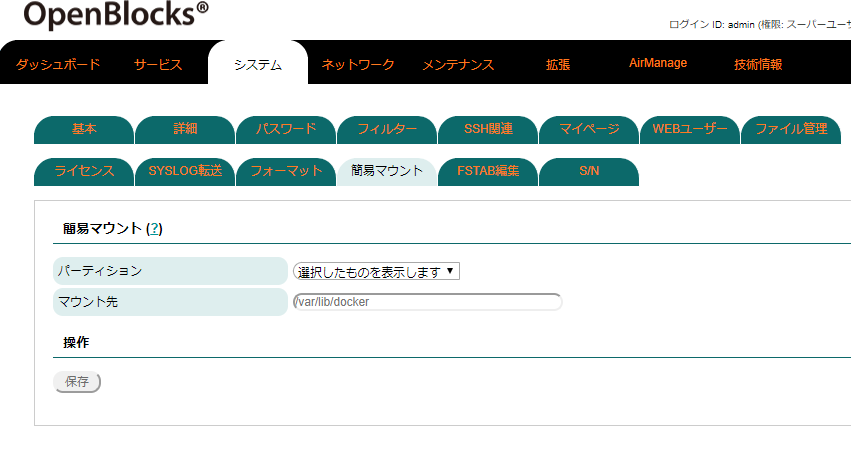 OpenBlocks®
ログイン ID: admin (権限: スーパーユーザ
ダッシュボード サービス システム ネットワーク メンテナンス 拡張 AirManage 技術情報
基本 詳細 パスワード フィルター SSH関連 マイページ WEBユーザー ファイル管理
ライセンス SYSLOG転送 フォーマット 簡易マウント FSTAB編集 S/N
簡易マウント (?)
パーティション 選択したものを表示します ▼
マウント先 /var/lib/docker
操作
保存